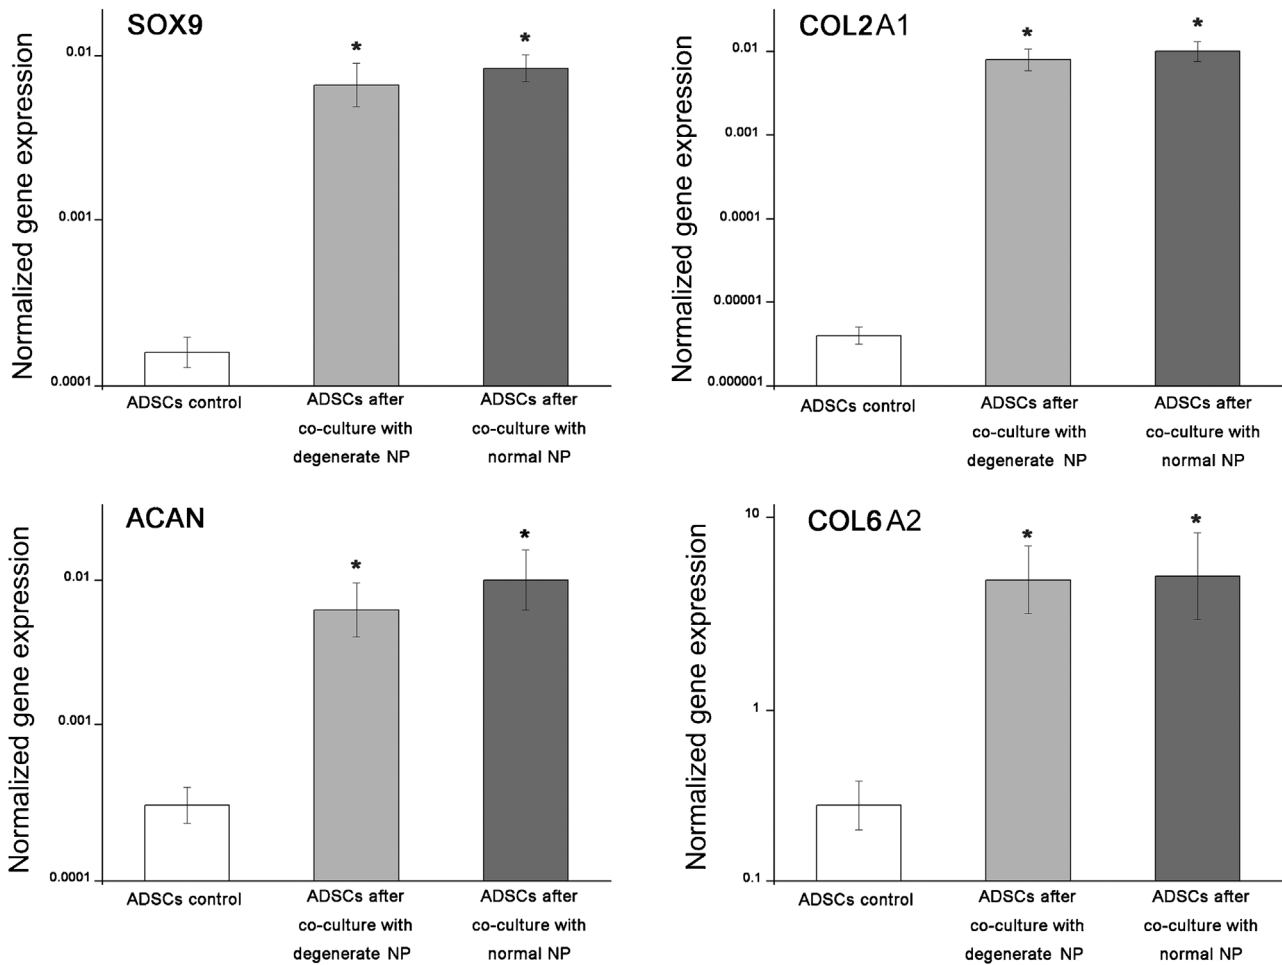 SOX9
Normalized gene expression
0.01
*
*
0.001
0.0001
ADSCs control
ADSCs after
co-culture with
degenerate NP
ADSCs after
co-culture with
normal NP
COL2A1
Normalized gene expression
0.01
*
*
0.001
0.0001
0.00001
0.000001
ADSCs control
ADSCs after
co-culture with
degenerate NP
ADSCs after
co-culture with
normal NP
ACAN
Normalized gene expression
0.01
*
*
0.001
0.0001
ADSCs control
ADSCs after
co-culture with
degenerate NP
ADSCs after
co-culture with
normal NP
COL6A2
Normalized gene expression
10
*
*
1
0.1
ADSCs control
ADSCs after
co-culture with
degenerate NP
ADSCs after
co-culture with
normal NP